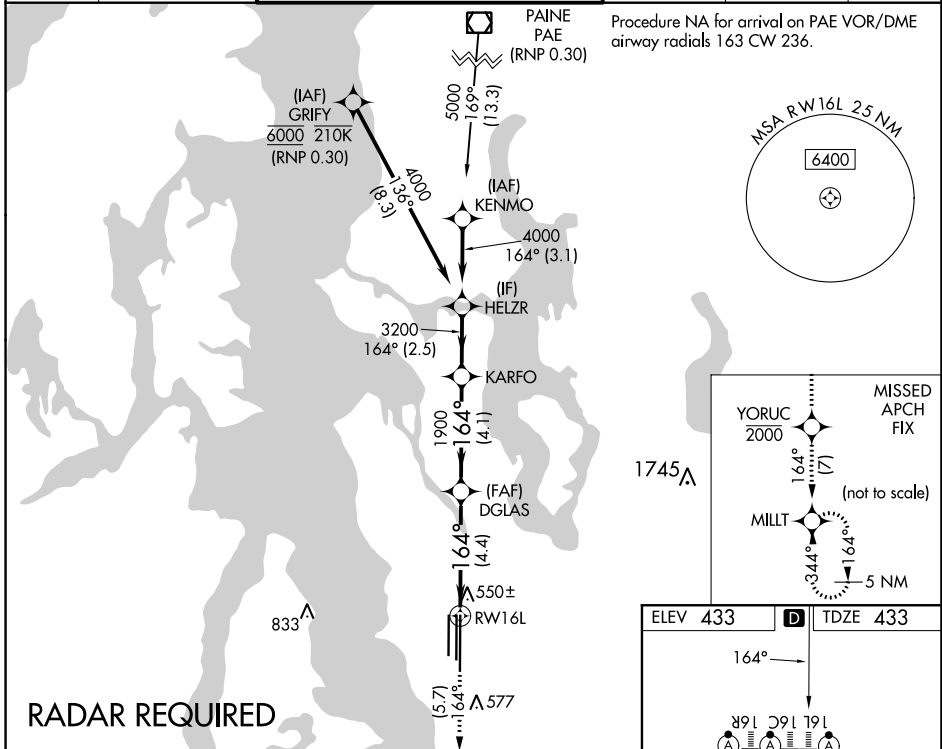 PAINE
PAE
(RNP 0.30)
Procedure NA for arrival on PAE VOR/DME
airway radials 163 CW 236.
(IAF)
GRIFY
6000 210K
(RNP 0.30)
5000
169°
(13.3)
MSA RW16L 25 NM
6400
4000
136°
(8.3)
(IAF)
KENMO
4000
164° (3.1)
(IF)
HELZR
3200
164° (2.5)
KARFO
1900
164°
(4.1)
(FAF)
DGLAS
164°
(4.4)
550±
RW16L
833
577
(5.7)
164°
RADAR REQUIRED
1745
MISSED
APCH
FIX
YORUC
2000
164°
(7)
(not to scale)
MILLT
344°
164°
5 NM
ELEV 433
D
TDZE 433
164°
16R
16C
16L
A
A
A